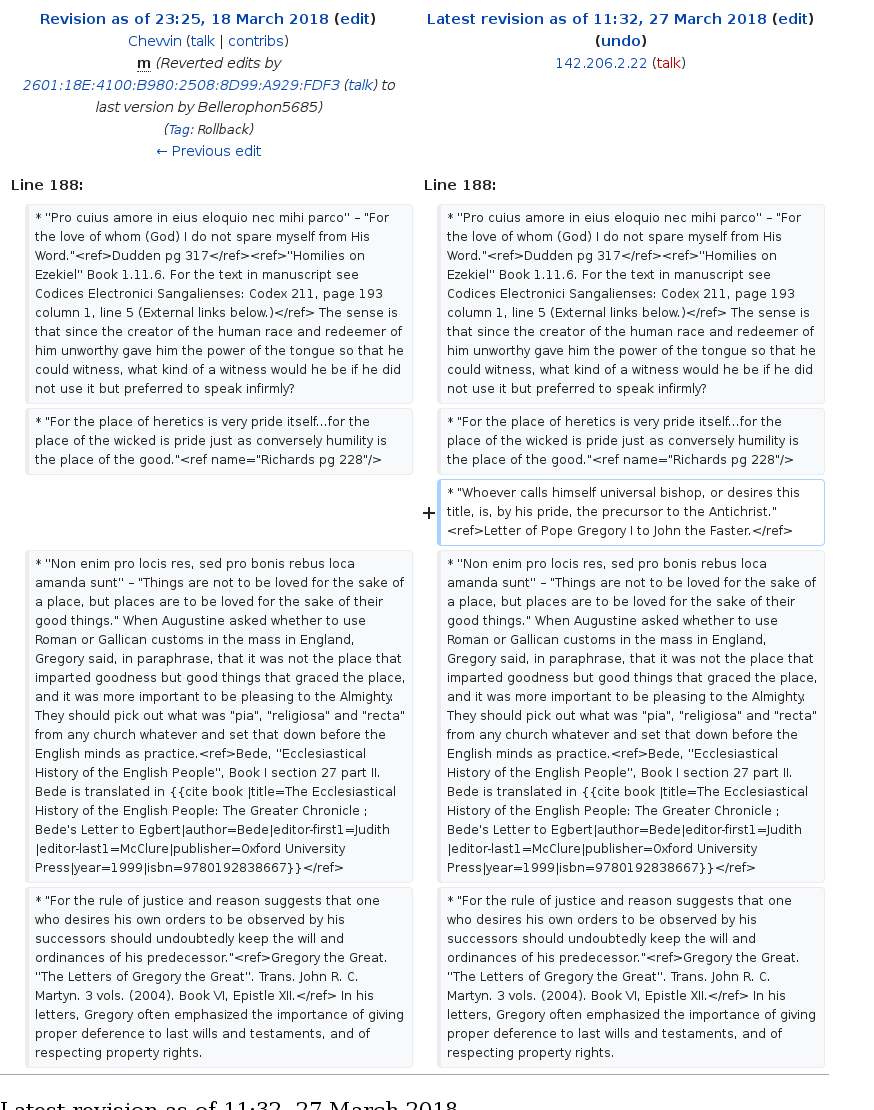 Revision as of 23:25, 18 March 2018 (edit)
Chevvin (talk | contribs)
m (Reverted edits by
2601:18E:4100:B980:2508:8D99:A929:FDF3 (talk) to
last version by Bellerophon5685)
(Tag: Rollback)
← Previous edit
Latest revision as of 11:32, 27 March 2018 (edit)
(undo)
142.206.2.22 (talk)
Line 188:
Line 188:
* ''Pro cuius amore in eius eloquio nec mihi parco'' – "For
the love of whom (God) I do not spare myself from His
Word."<ref>Dudden pg 317</ref><ref>''Homilies on
Ezekiel'' Book 1.11.6. For the text in manuscript see
Codices Electronici Sangalienses: Codex 211, page 193
column 1, line 5 (External links below.)</ref> The sense is
that since the creator of the human race and redeemer of
him unworthy gave him the power of the tongue so that he
could witness, what kind of a witness would he be if he did
not use it but preferred to speak infirmly?
* ''Pro cuius amore in eius eloquio nec mihi parco'' – "For
the love of whom (God) I do not spare myself from His
Word."<ref>Dudden pg 317</ref><ref>''Homilies on
Ezekiel'' Book 1.11.6. For the text in manuscript see
Codices Electronici Sangalienses: Codex 211, page 193
column 1, line 5 (External links below.)</ref> The sense is
that since the creator of the human race and redeemer of
him unworthy gave him the power of the tongue so that he
could witness, what kind of a witness would he be if he did
not use it but preferred to speak infirmly?
* "For the place of heretics is very pride itself...for the
place of the wicked is pride just as conversely humility is
the place of the good."<ref name="Richards pg 228"/>
* "For the place of heretics is very pride itself...for the
place of the wicked is pride just as conversely humility is
the place of the good."<ref name="Richards pg 228"/>
+
* "Whoever calls himself universal bishop, or desires this
title, is, by his pride, the precursor to the Antichrist."
<ref>Letter of Pope Gregory I to John the Faster.</ref>
* ''Non enim pro locis res, sed pro bonis rebus loca
amanda sunt'' – "Things are not to be loved for the sake of
a place, but places are to be loved for the sake of their
good things." When Augustine asked whether to use
Roman or Gallican customs in the mass in England,
Gregory said, in paraphrase, that it was not the place that
imparted goodness but good things that graced the place,
and it was more important to be pleasing to the Almighty.
They should pick out what was "pia", "religiosa" and "recta"
from any church whatever and set that down before the
English minds as practice.<ref>Bede, ''Ecclesiastical
History of the English People'', Book I section 27 part II.
Bede is translated in {{cite book |title=The Ecclesiastical
History of the English People: The Greater Chronicle ;
Bede's Letter to Egbert|author=Bede|editor-first1=Judith
|editor-last1=McClure|publisher=Oxford University
Press|year=1999|isbn=9780192838667}}</ref>
* ''Non enim pro locis res, sed pro bonis rebus loca
amanda sunt'' – "Things are not to be loved for the sake of
a place, but places are to be loved for the sake of their
good things." When Augustine asked whether to use
Roman or Gallican customs in the mass in England,
Gregory said, in paraphrase, that it was not the place that
imparted goodness but good things that graced the place,
and it was more important to be pleasing to the Almighty.
They should pick out what was "pia", "religiosa" and "recta"
from any church whatever and set that down before the
English minds as practice.<ref>Bede, ''Ecclesiastical
History of the English People'', Book I section 27 part II.
Bede is translated in {{cite book |title=The Ecclesiastical
History of the English People: The Greater Chronicle ;
Bede's Letter to Egbert|author=Bede|editor-first1=Judith
|editor-last1=McClure|publisher=Oxford University
Press|year=1999|isbn=9780192838667}}</ref>
* "For the rule of justice and reason suggests that one
who desires his own orders to be observed by his
successors should undoubtedly keep the will and
ordinances of his predecessor."<ref>Gregory the Great.
''The Letters of Gregory the Great''. Trans. John R. C.
Martyn. 3 vols. (2004). Book VI, Epistle XII.</ref> In his
letters, Gregory often emphasized the importance of giving
proper deference to last wills and testaments, and of
respecting property rights.
* "For the rule of justice and reason suggests that one
who desires his own orders to be observed by his
successors should undoubtedly keep the will and
ordinances of his predecessor."<ref>Gregory the Great.
''The Letters of Gregory the Great''. Trans. John R. C.
Martyn. 3 vols. (2004). Book VI, Epistle XII.</ref> In his
letters, Gregory often emphasized the importance of giving
proper deference to last wills and testaments, and of
respecting property rights.
Latest revision as of 11:32, 27 March 2018